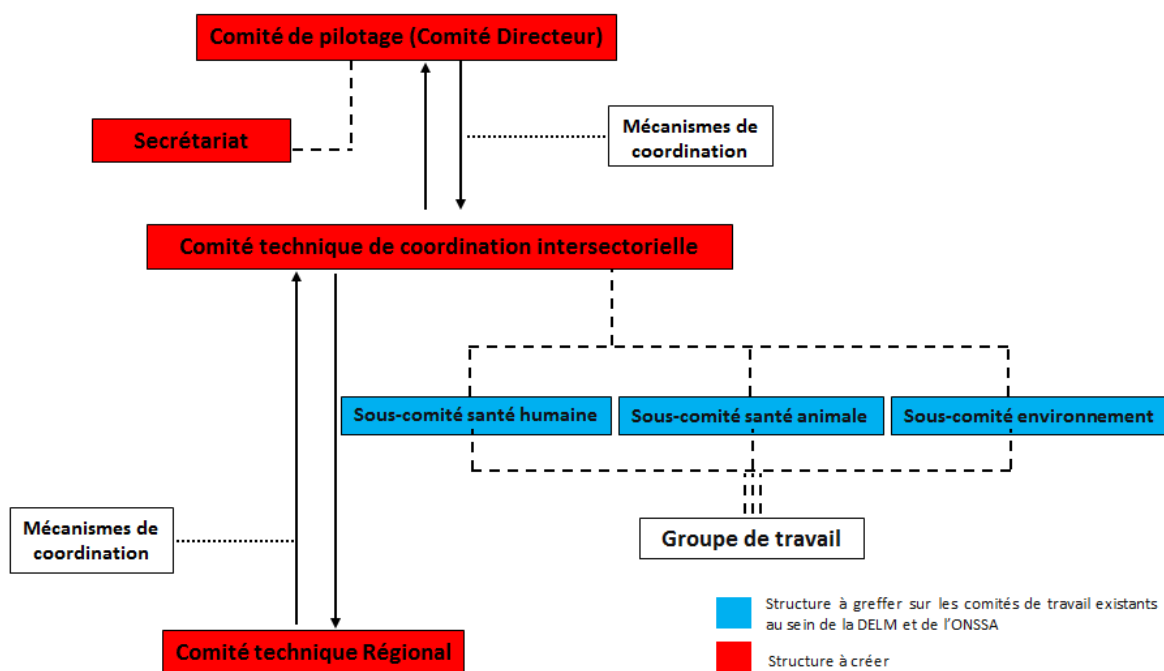 Comité de pilotage (Comité Directeur)
Secrétariat
Mécanismes de
coordination
Comité technique de coordination intersectorielle
Sous-comité santé humaine
Sous-comité santé animale
Sous-comité environnement
Mécanismes de
coordination
Groupe de travail
Structure à greffer sur les comités de travail existants
au sein de la DELM et de l'ONSSA
Comité technique Régional
Structure à créer